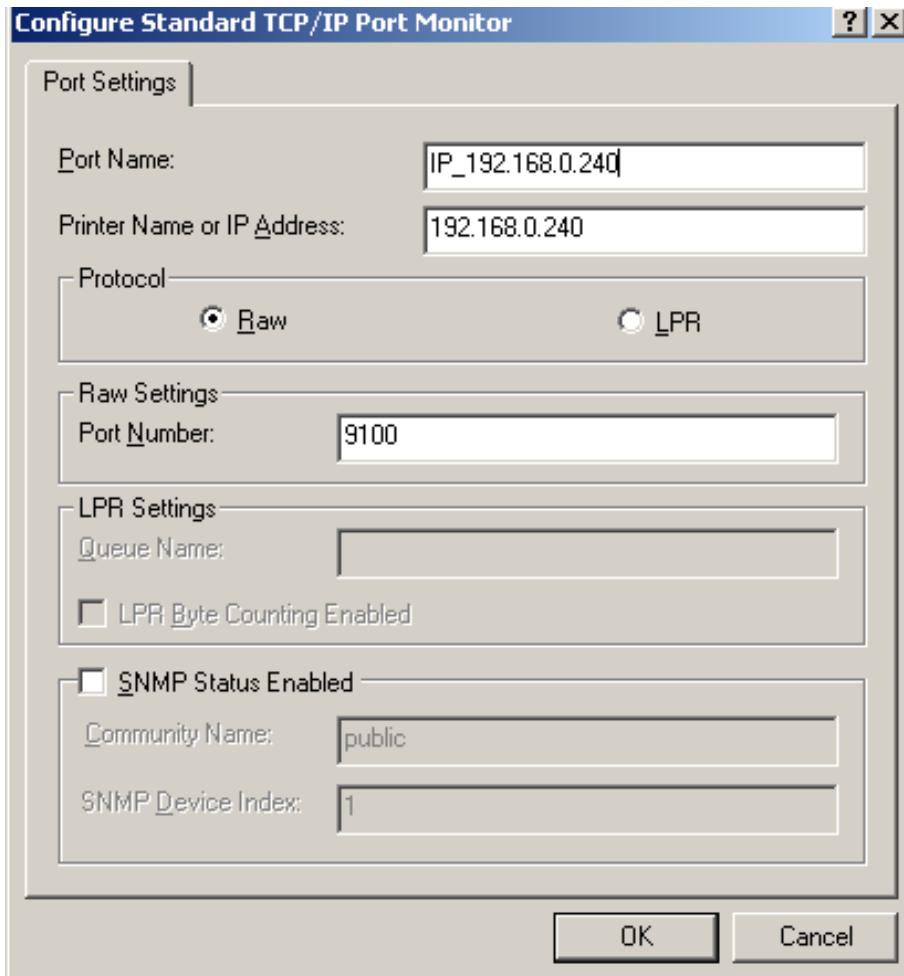 Configure Standard TCP/IP Port Monitor
Port Settings
Port Name: IP_192.168.0.240
Printer Name or IP Address: 192.168.0.240
Protocol
Raw LPR
Raw Settings
Port Number: 9100
LPR Settings
Queue Name:
LPR Byte Counting Enabled
SNMP Status Enabled
Community Name: public
SNMP Device Index: 1
OK Cancel